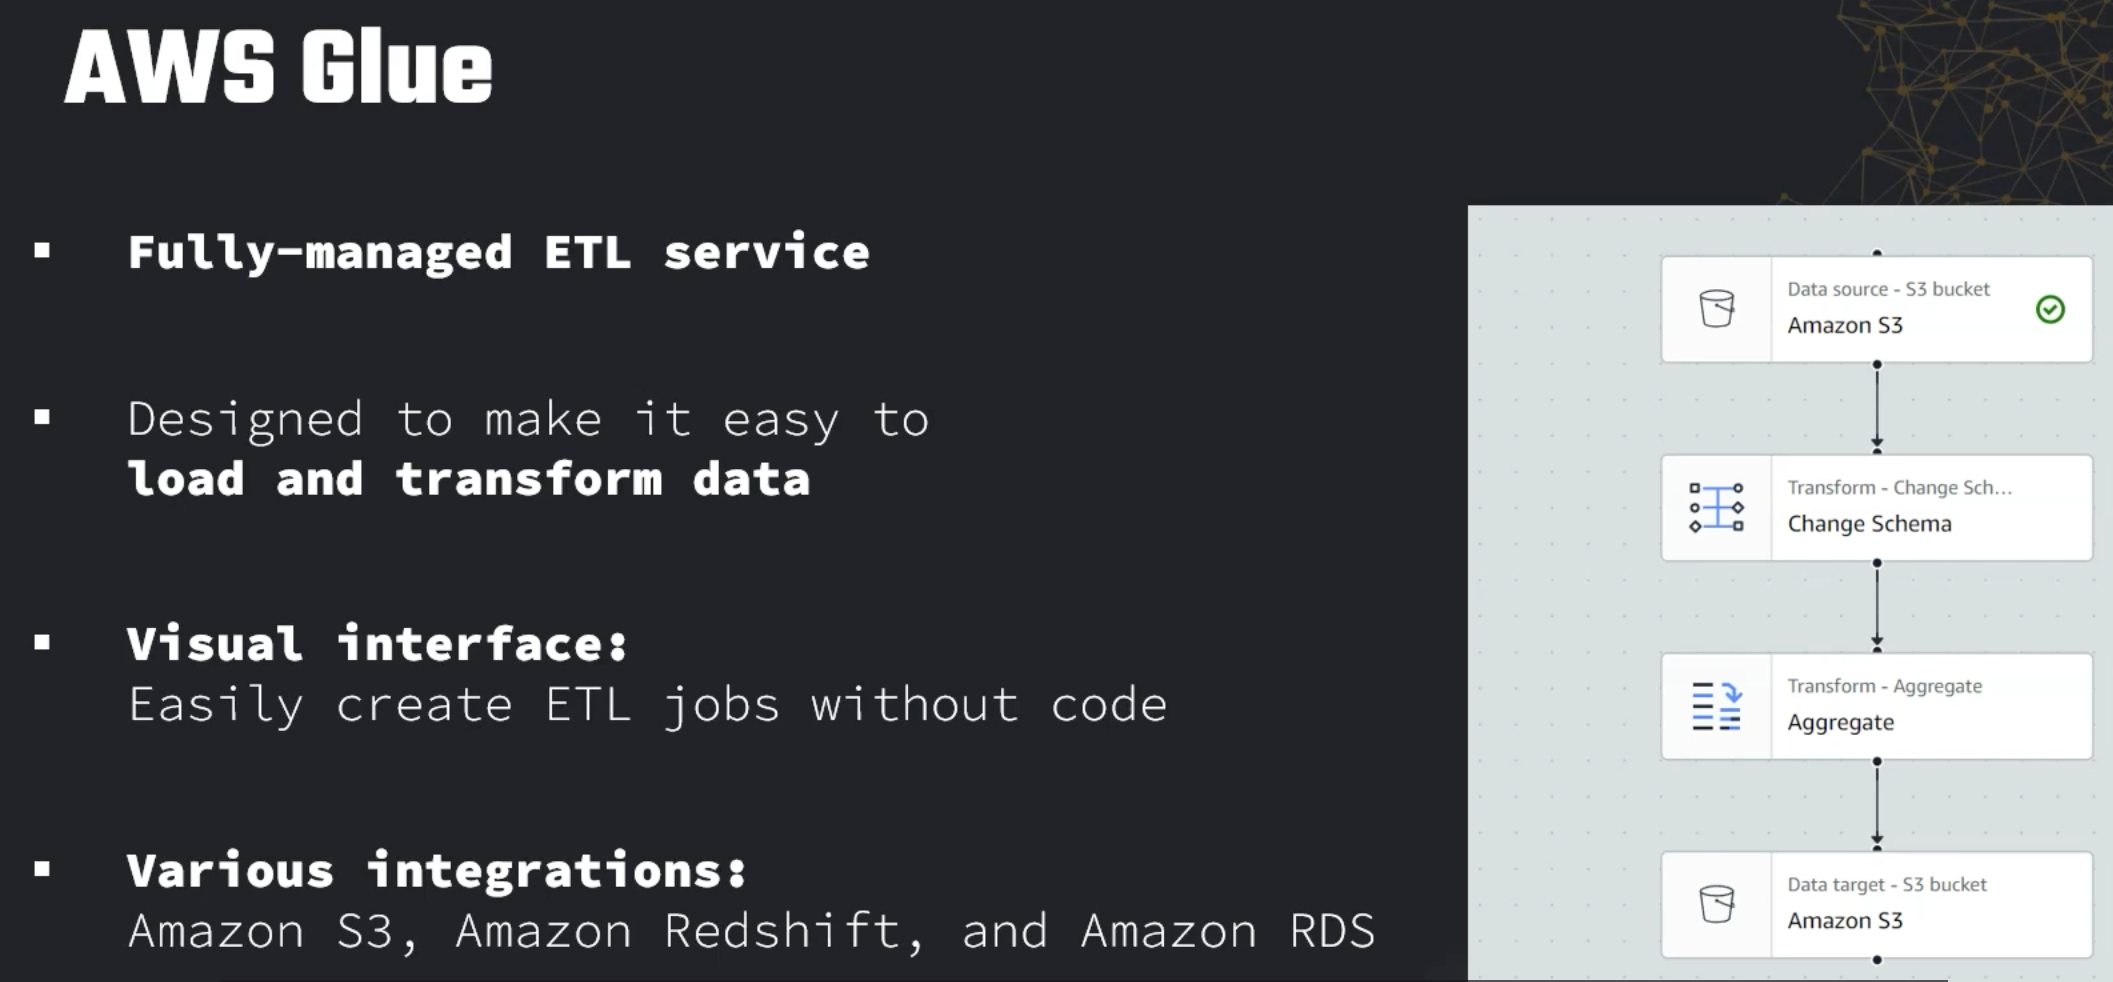 AWS Glue
Fully-managed ETL service
Designed to make it easy to
load and transform data
Visual interface:
Easily create ETL jobs without code
Various integrations:
Amazon S3, Amazon Redshift, and Amazon RDS
Data source - S3 bucket
Amazon S3
Transform - Change Sch...
Change Schema
Transform - Aggregate
Aggregate
Data target - S3 bucket
Amazon S3